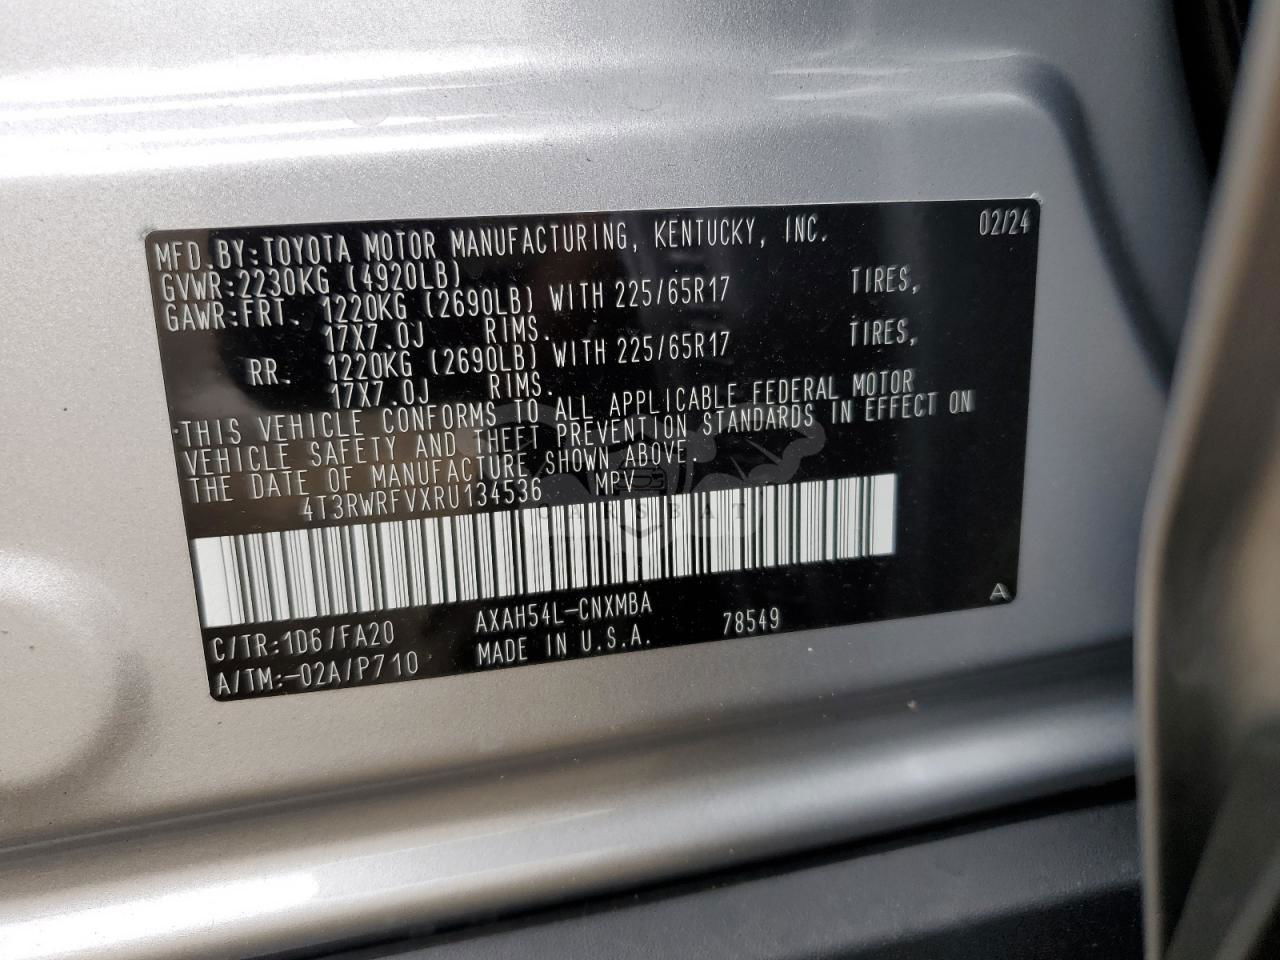 MFD.BY:TOYOTA MOTOR MANUFACTURING, KENTUCKY, INC. 02/24
GVWR:2230KG (4920LB)
GAWR:FRT. 1220KG (2690LB) WITH 225/65R17 TIRES,
17X7.0J RIMS.
RR. 1220KG (2690LB) WITH 225/65R17 TIRES,
17X7.0J RIMS.
THIS VEHICLE CONFORMS TO ALL APPLICABLE FEDERAL MOTOR
VEHICLE SAFETY AND THEFT PREVENTION STANDARDS IN EFFECT ON
THE DATE OF MANUFACTURE SHOWN ABOVE.
4T3RWRFVXRU134536 MPV
CARSBAT
C/TR:1D6/FA20 AXAH54L-CNXMBA
A/TM:-02A/P710 MADE IN U.S.A. 78549 A